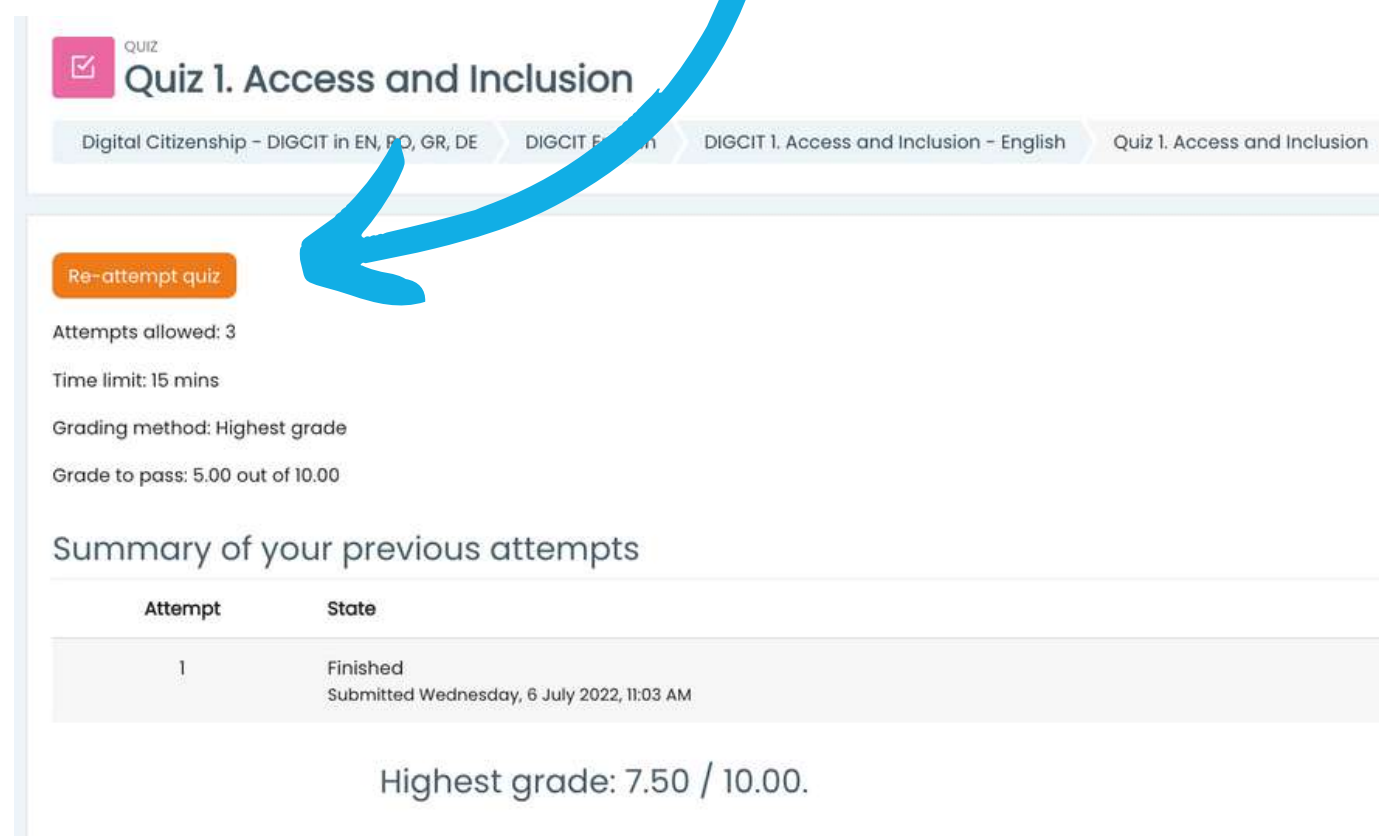 QUIZ
Quiz 1. Access and Inclusion
Digital Citizenship - DIGCIT in EN, RO, GR, DE DIGCIT DIGCIT 1. Access and Inclusion - English Quiz 1. Access and Inclusion
Re-attempt quiz
Attempts allowed: 3
Time limit: 15 mins
Grading method: Highest grade
Grade to pass: 5.00 out of 10.00
Summary of your previous attempts
Attempt State
1 Finished
Submitted Wednesday, 6 July 2022, 11:03 AM
Highest grade: 7.50 / 10.00.